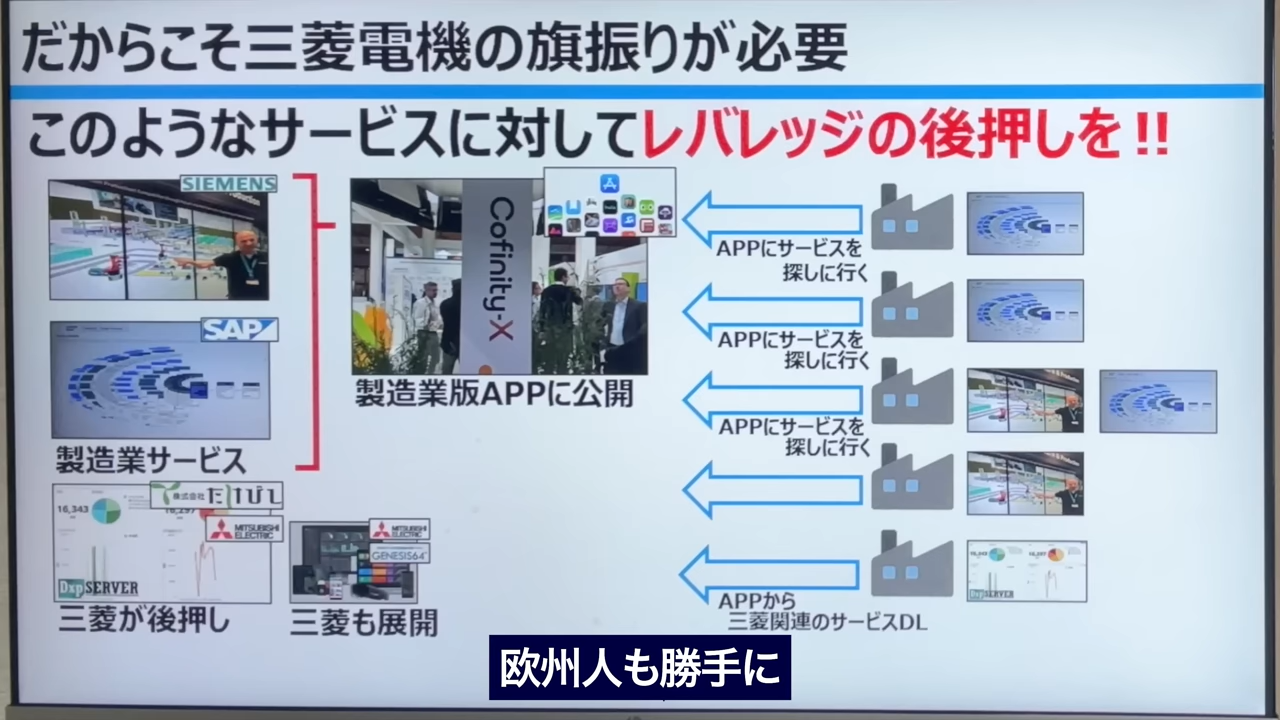 だからこそ三菱電機の旗振りが必要
このようなサービスに対してレバレッジの後押しを!!
SIEMENS
SAP
製造業サービス
Cofinity-X
製造業版APPに公開
APPにサービスを
探しに行く
APPにサービスを
探しに行く
APPにサービスを
探しに行く
APPから
三菱関連のサービスDL
株式会社たけびし
16,343
16,297
MITSUBISHI
ELECTRIC
DxpSERVER
三菱が後押し
MITSUBISHI
ELECTRIC
GENESIS64
三菱も展開
DxpSERVER
欧州人も勝手に